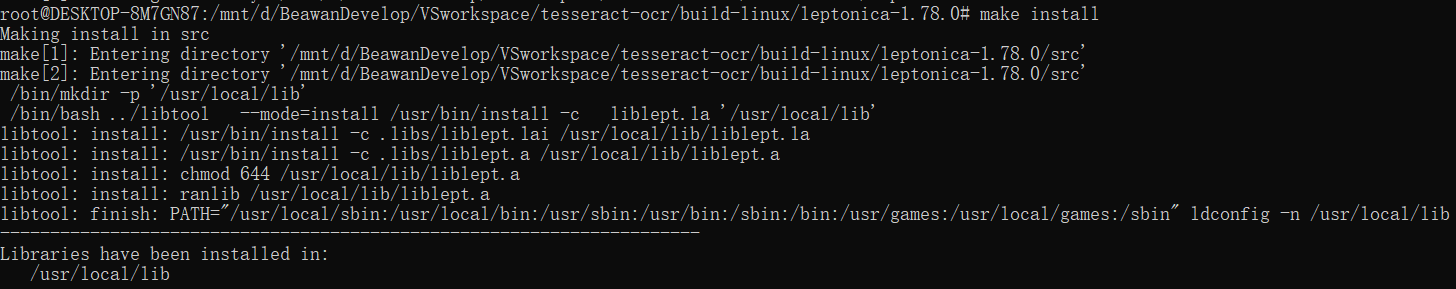 root@DESKTOP-8M7GN87:/mnt/d/BeawanDevelop/VSworkspace/tesseract-ocr/build-linux/leptonica-1.78.0# make install
Making install in src
make[1]: Entering directory '/mnt/d/BeawanDevelop/VSworkspace/tesseract-ocr/build-linux/leptonica-1.78.0/src'
make[2]: Entering directory '/mnt/d/BeawanDevelop/VSworkspace/tesseract-ocr/build-linux/leptonica-1.78.0/src'
 /bin/mkdir -p '/usr/local/lib'
 /bin/bash ../libtool   --mode=install /usr/bin/install -c   liblept.la '/usr/local/lib'
libtool: install: /usr/bin/install -c .libs/liblept.lai /usr/local/lib/liblept.la
libtool: install: /usr/bin/install -c .libs/liblept.a /usr/local/lib/liblept.a
libtool: install: chmod 644 /usr/local/lib/liblept.a
libtool: install: ranlib /usr/local/lib/liblept.a
libtool: finish: PATH="/usr/local/sbin:/usr/local/bin:/usr/sbin:/usr/bin:/sbin:/bin:/usr/games:/usr/local/games:/sbin" ldconfig -n /usr/local/lib
----------------------------------------------------------------------
Libraries have been installed in:
   /usr/local/lib